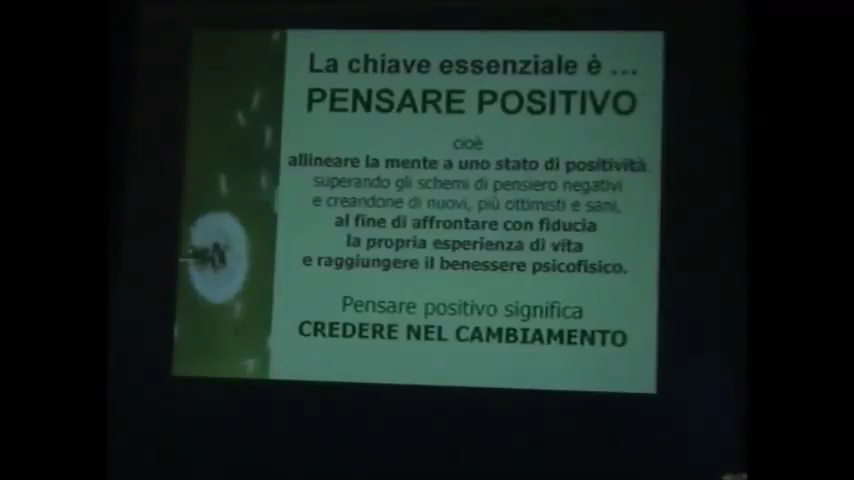 La chiave essenziale è ...
PENSARE POSITIVO
cioè
allineare la mente a uno stato di positività
superando gli schemi di pensiero negativi
e creandone di nuovi, più ottimisti e sani,
al fine di affrontare con fiducia
la propria esperienza di vita
e raggiungere il benessere psicofisico.
Pensare positivo significa
CREDERE NEL CAMBIAMENTO